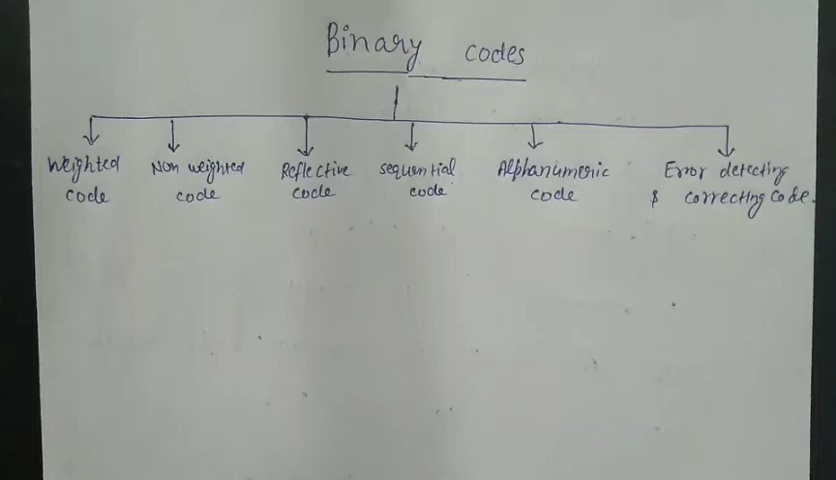 Binary codes
Weighted code
Non weighted code
Reflective code
sequential code
Alphanumeric code
Error detecting & correcting code.